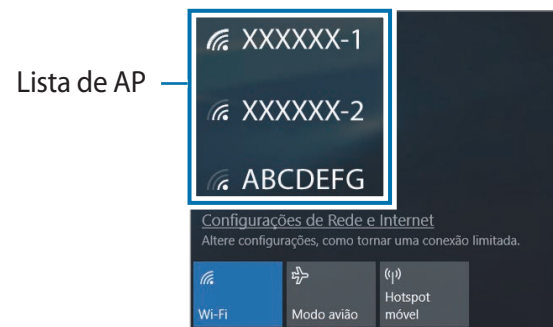 XXXXXX-1
Lista de AP
XXXXXX-2
ABCDEFG
Configurações de Rede e Internet
Altere configurações, como tornar uma conexão limitada.
Wi-Fi
Modo avião
Hotspot
móvel